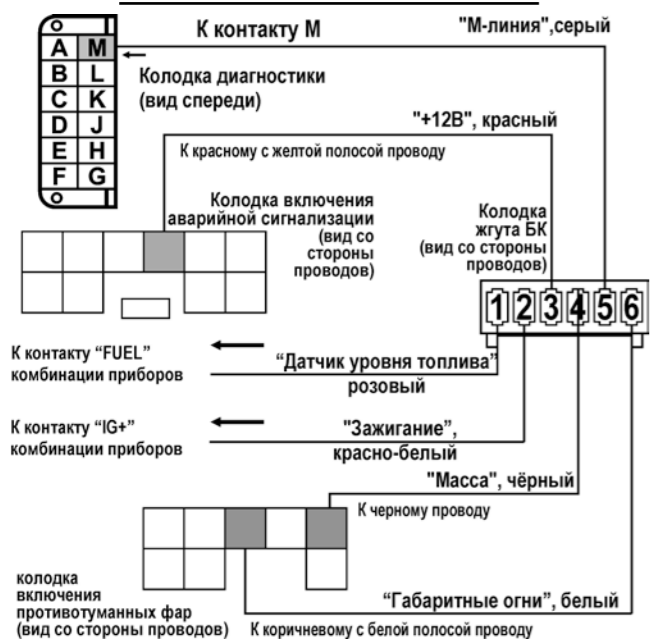 К контакту М
"М-линия",серый
A M
B L
C K
D J
E H
F G
Колодка диагностики
(вид спереди)
"+12В", красный
К красному с желтой полосой проводу
Колодка включения
аварийной сигнализации
(вид со
стороны
проводов)
Колодка
жгута БК
(вид со стороны
проводов)
1 2 3 4 5 6
К контакту “FUEL”
комбинации приборов
“Датчик уровня топлива”
розовый
К контакту “IG+”
комбинации приборов
"Зажигание”,
красно-белый
"Масса", чёрный
К черному проводу
колодка
включения
противотуманных фар
(вид со стороны проводов)
“Габаритные огни”, белый
К коричневому с белой полосой проводу